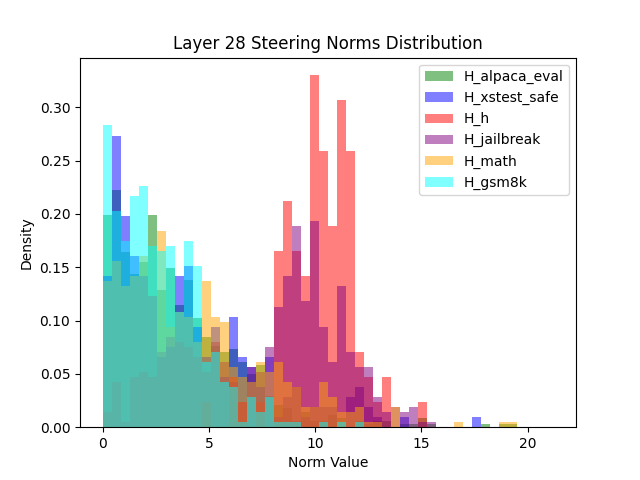 Layer 28 Steering Norms Distribution
H_alpaca_eval
H_xstest_safe
H_h
H_jailbreak
H_math
H_gsm8k
0.30
0.25
0.20
0.15
0.10
0.05
0.00
Density
0 5 10 15 20
Norm Value